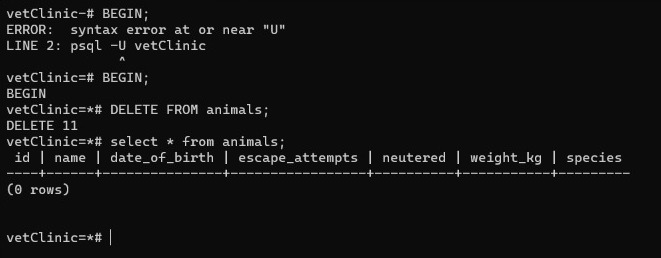 vetClinic-# BEGIN;
ERROR:  syntax error at or near "U"
LINE 2: psql -U vetClinic
              ^
vetClinic=# BEGIN;
BEGIN
vetClinic=*# DELETE FROM animals;
DELETE 11
vetClinic=*# select * from animals;
 id | name | date_of_birth | escape_attempts | neutered | weight_kg | species
----+------+---------------+-----------------+----------+-----------+---------
(0 rows)
vetClinic=*#